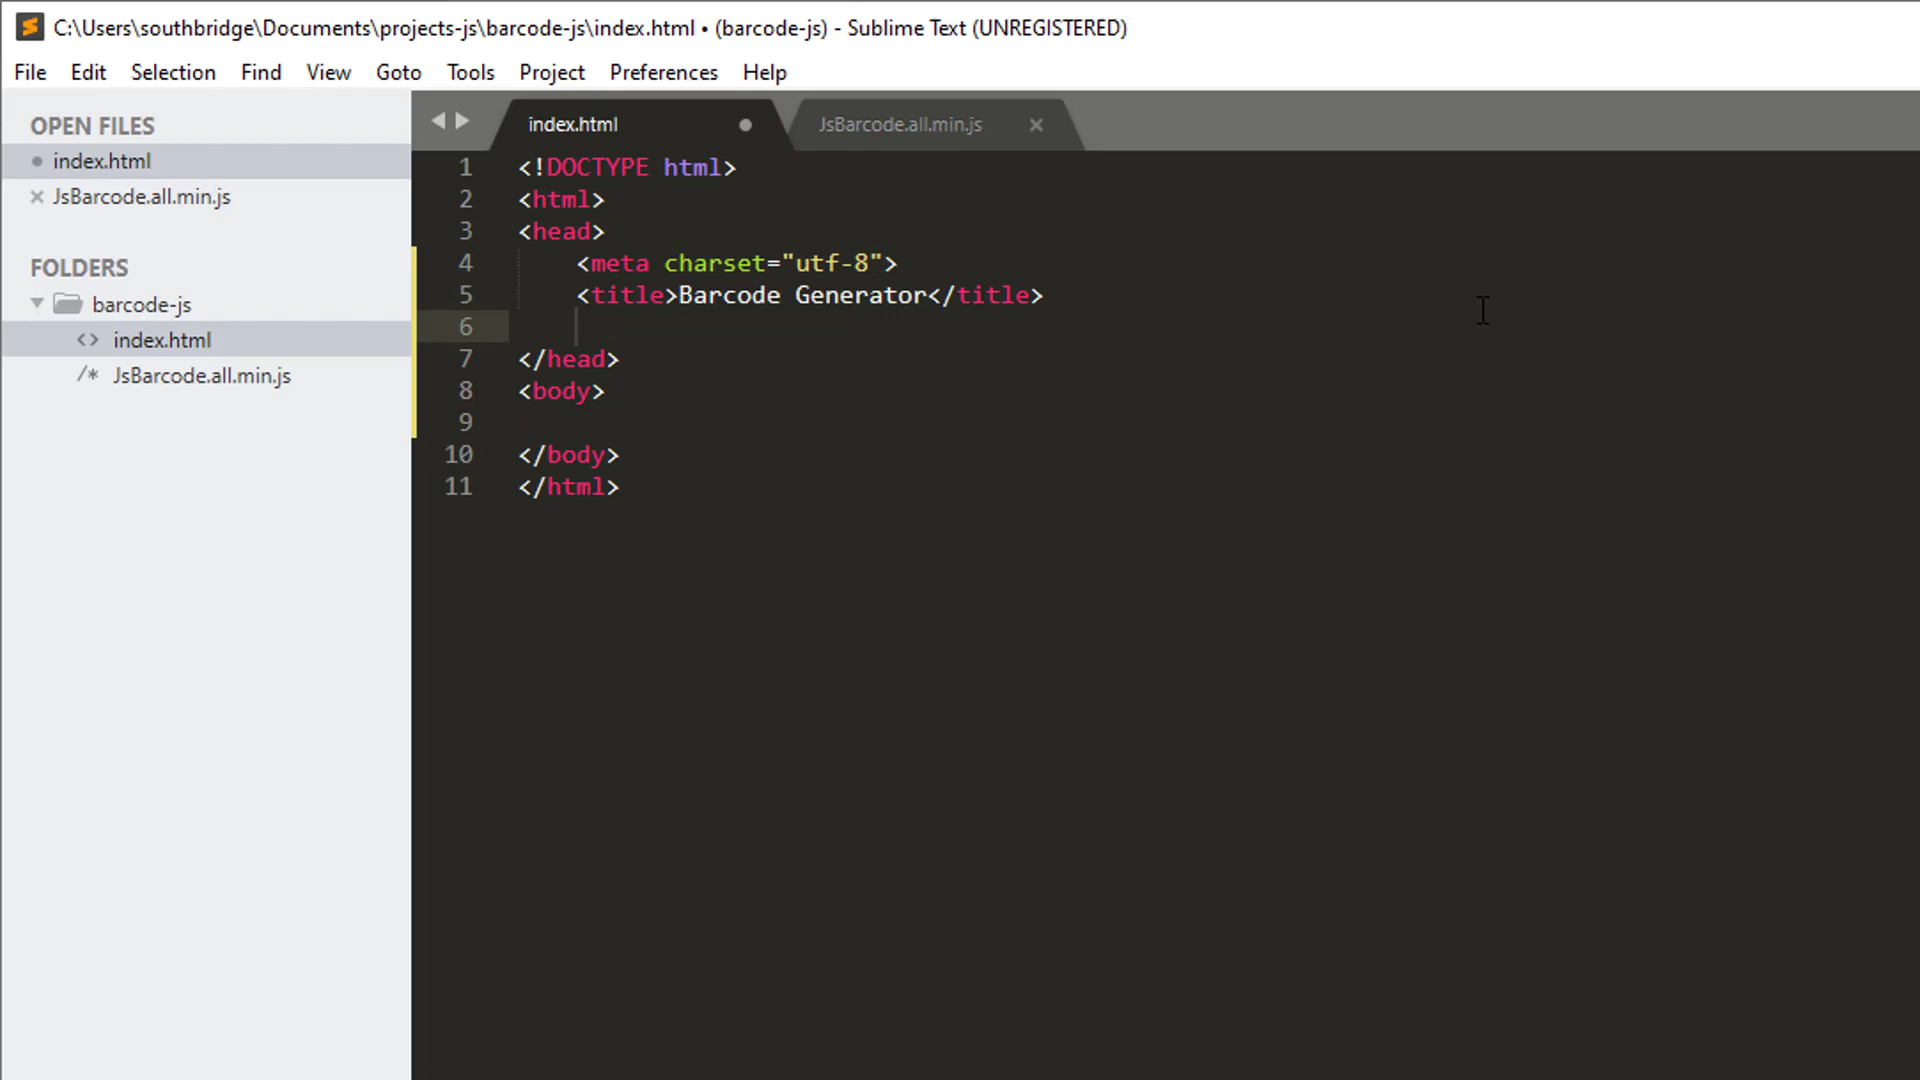 C:\Users\southbridge\Documents\projects-js\barcode-js\index.html • (barcode-js) - Sublime Text (UNREGISTERED)
File Edit Selection Find View Goto Tools Project Preferences Help
OPEN FILES
index.html
JsBarcode.all.min.js
FOLDERS
barcode-js
<> index.html
/* JsBarcode.all.min.js
index.html JsBarcode.all.min.js
1 <!DOCTYPE html>
2 <html>
3 <head>
4 <meta charset="utf-8">
5 <title>Barcode Generator</title>
6
7 </head>
8 <body>
9
10 </body>
11 </html>